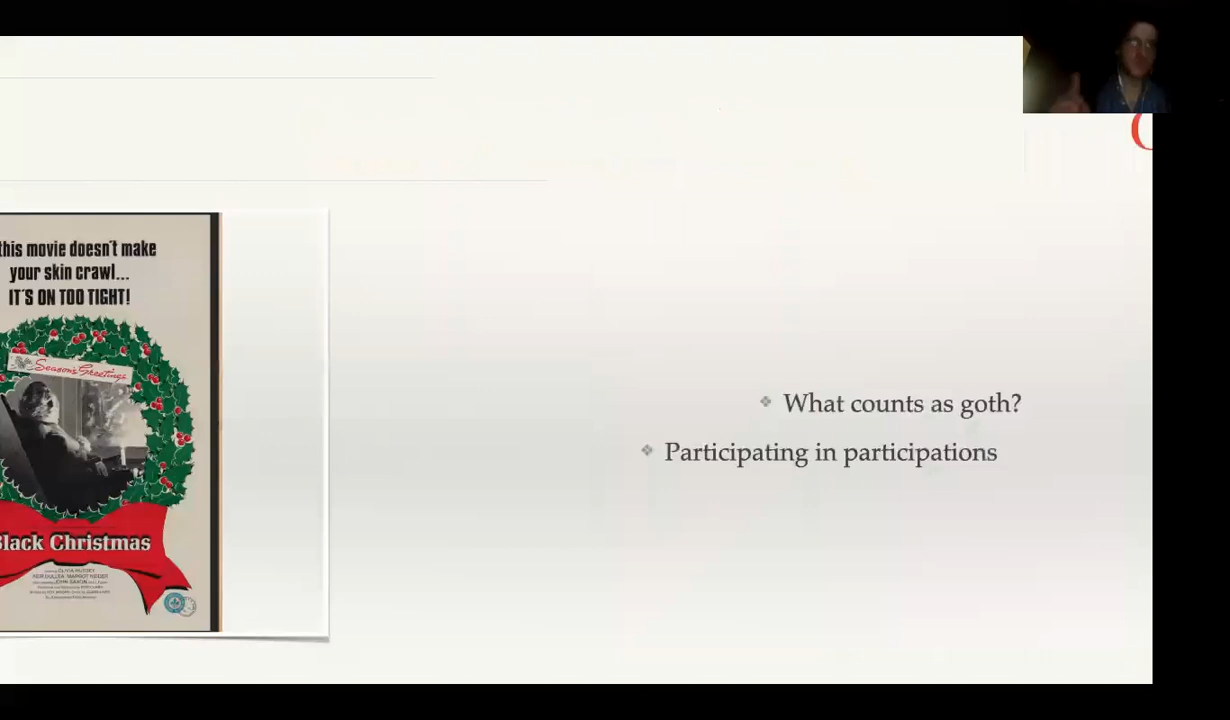 this movie doesn't make
your skin crawl...
IT'S ON TOO TIGHT!
Season's Greetings
Black Christmas
What counts as goth?
Participating in participations